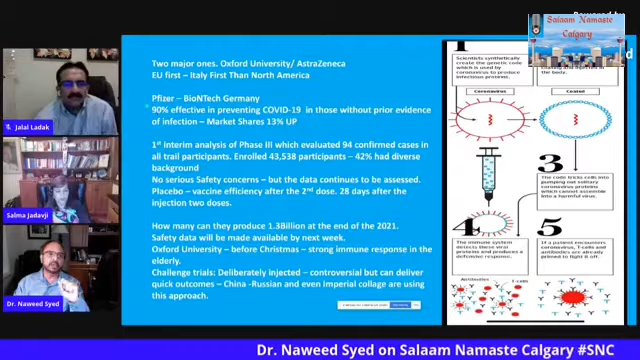 Powered by
Salaam Namaste
Calgary
d
Jalal Ladak
Salma Jadavji
Dr. Naweed Syed
Two major ones. Oxford University/ AstraZeneca
EU first – Italy First Than North America
Pfizer – BioNTech Germany
90% effective in preventing COVID-19 in those without prior evidence
of infection – Market Shares 13% UP
1st Interim analysis of Phase III which evaluated 94 confirmed cases in
all trail participants. Enrolled 43,538 participants – 42% had diverse
background
No serious Safety concerns – but the data continues to be assessed.
Placebo – vaccine efficiency after the 2nd dose. 28 days after the
injection two doses.
How many can they produce 1.3Billion at the end of the 2021.
Safety data will be made available by next week.
Oxford University – before Christmas – strong immune response in the
elderly.
Challenge trials: Deliberately injected – controversial but can deliver
quick outcomes – China -Russian and even imperial collage are using
this approach.
1
Scientists synthetically
create the genetic code
which is used by
coronavirus to produce
infectious proteins.
the body.
Coronavirus
3
The code tricks cells into
pumping out solitary
coronavirus proteins
which cannot assemble
into a harmful virus.
4
The immune system
detects these viral
proteins and produces a
defensive response.
5
If a patient encounters
coronavirus, T-cells
and antibodies are
already primed to fight it off.
Antibodies
T-cells
Dr. Naweed Syed on Salaam Namaste Calgary #SNC